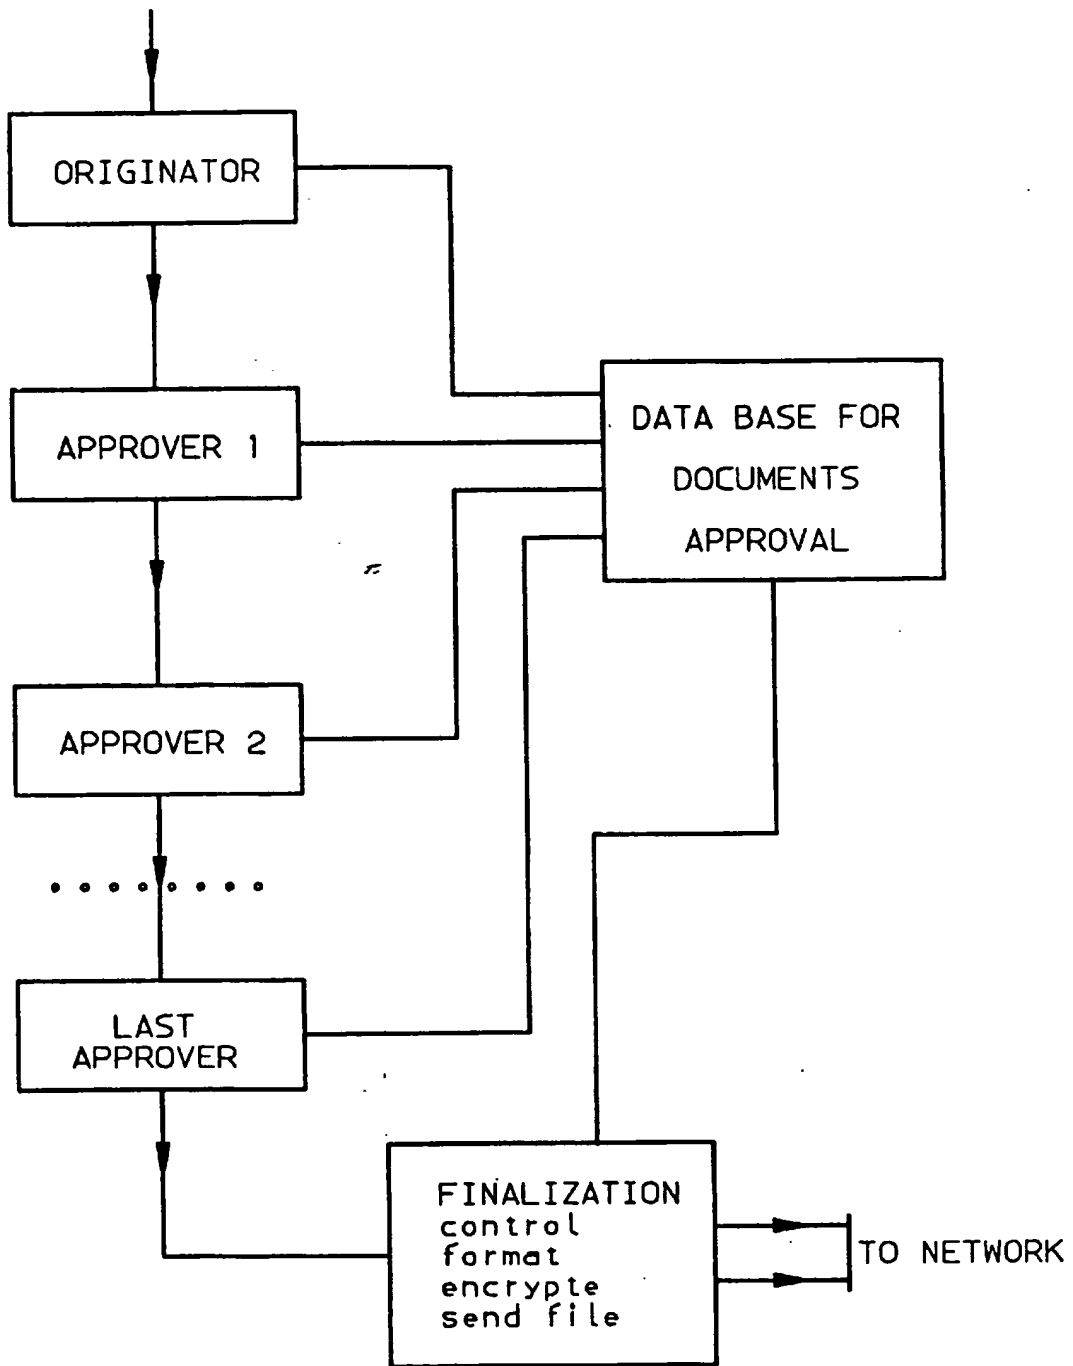 ORIGINATOR
APPROVER 1
DATA BASE FOR
DOCUMENTS
APPROVAL
APPROVER 2
LAST
APPROVER
FINALIZATION
control
format
encrypte
send file
TO NETWORK